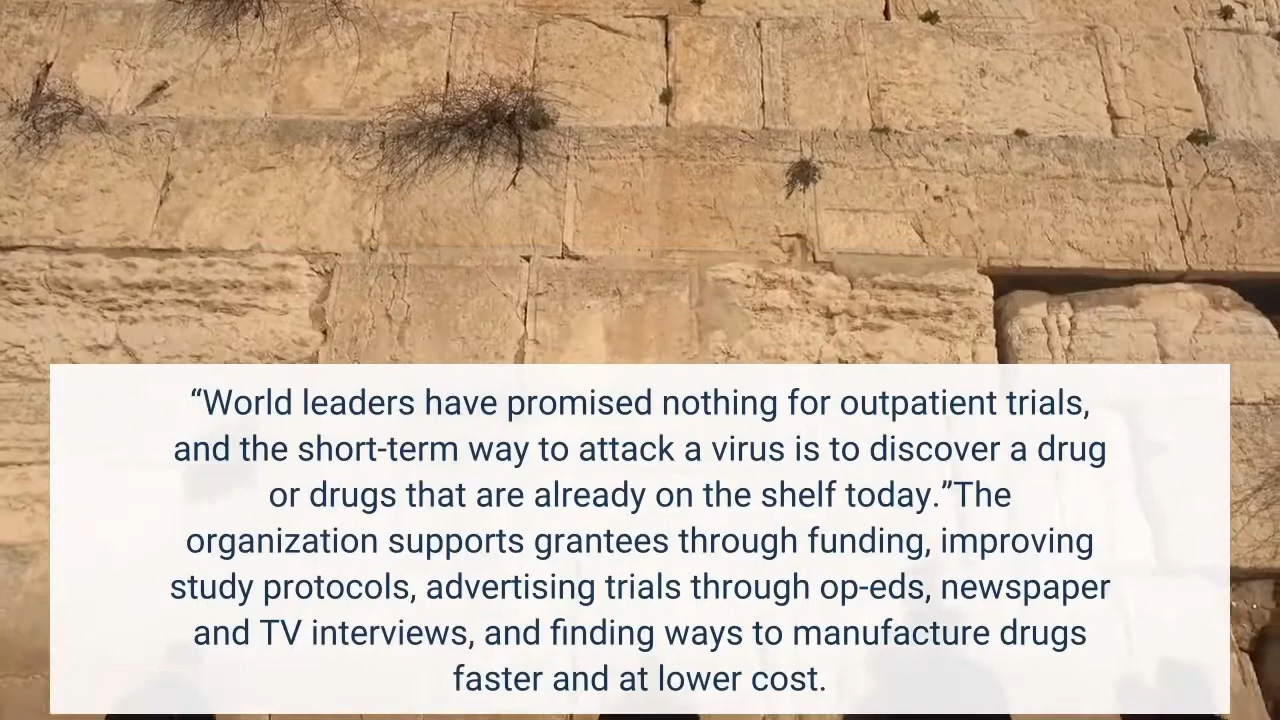 “World leaders have promised nothing for outpatient trials,
and the short-term way to attack a virus is to discover a drug
or drugs that are already on the shelf today.”The
organization supports grantees through funding, improving
study protocols, advertising trials through op-eds, newspaper
and TV interviews, and finding ways to manufacture drugs
faster and at lower cost.